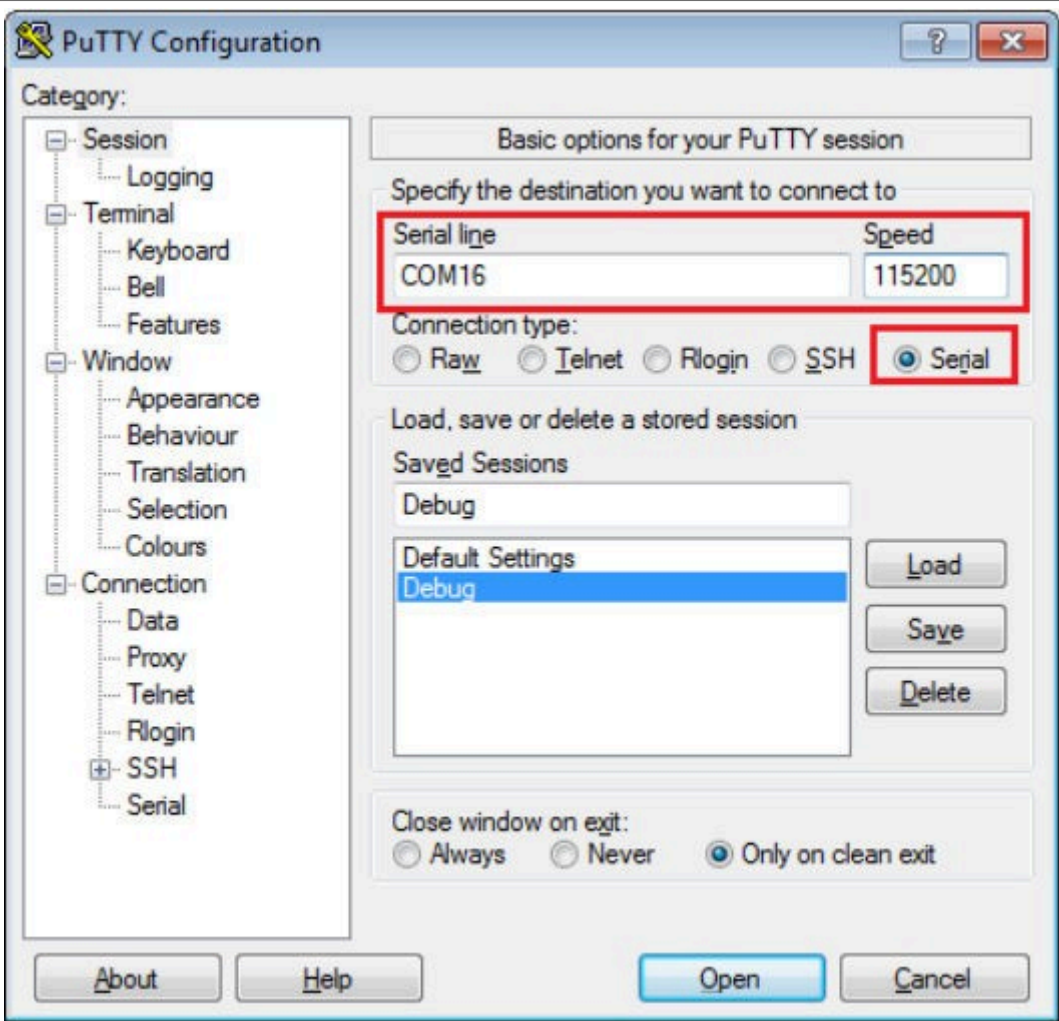 PuTTY Configuration
Category:
Session
Logging
Terminal
Keyboard
Bell
Features
Window
Appearance
Behaviour
Translation
Selection
Colours
Connection
Data
Proxy
Telnet
Rlogin
SSH
Serial
Basic options for your PuTTY session
Specify the destination you want to connect to
Serial line Speed
COM16 115200
Connection type:
Raw Telnet Rlogin SSH Serial
Load, save or delete a stored session
Saved Sessions
Debug
Default Settings
Debug
Load
Save
Delete
Close window on exit:
Always Never Only on clean exit
About Help Open Cancel